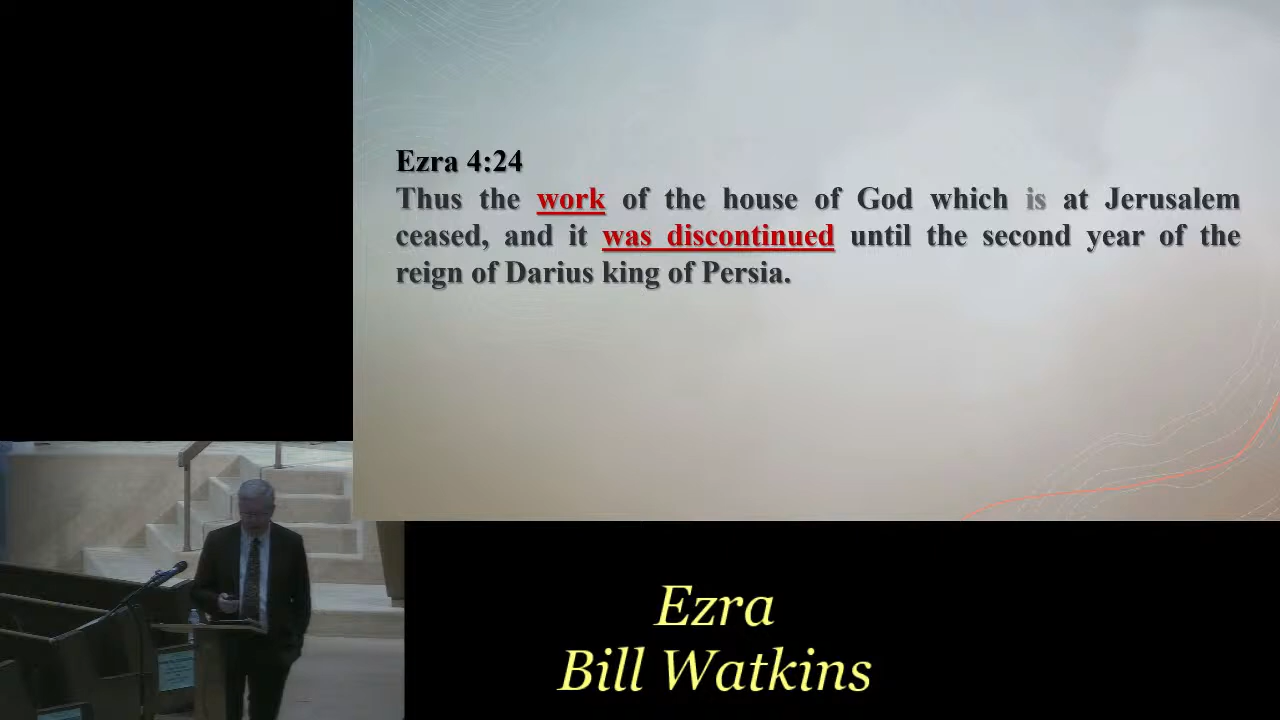 Ezra 4:24
Thus the work of the house of God which is at Jerusalem
ceased, and it was discontinued until the second year of the
reign of Darius king of Persia.
Ezra
Bill Watkins